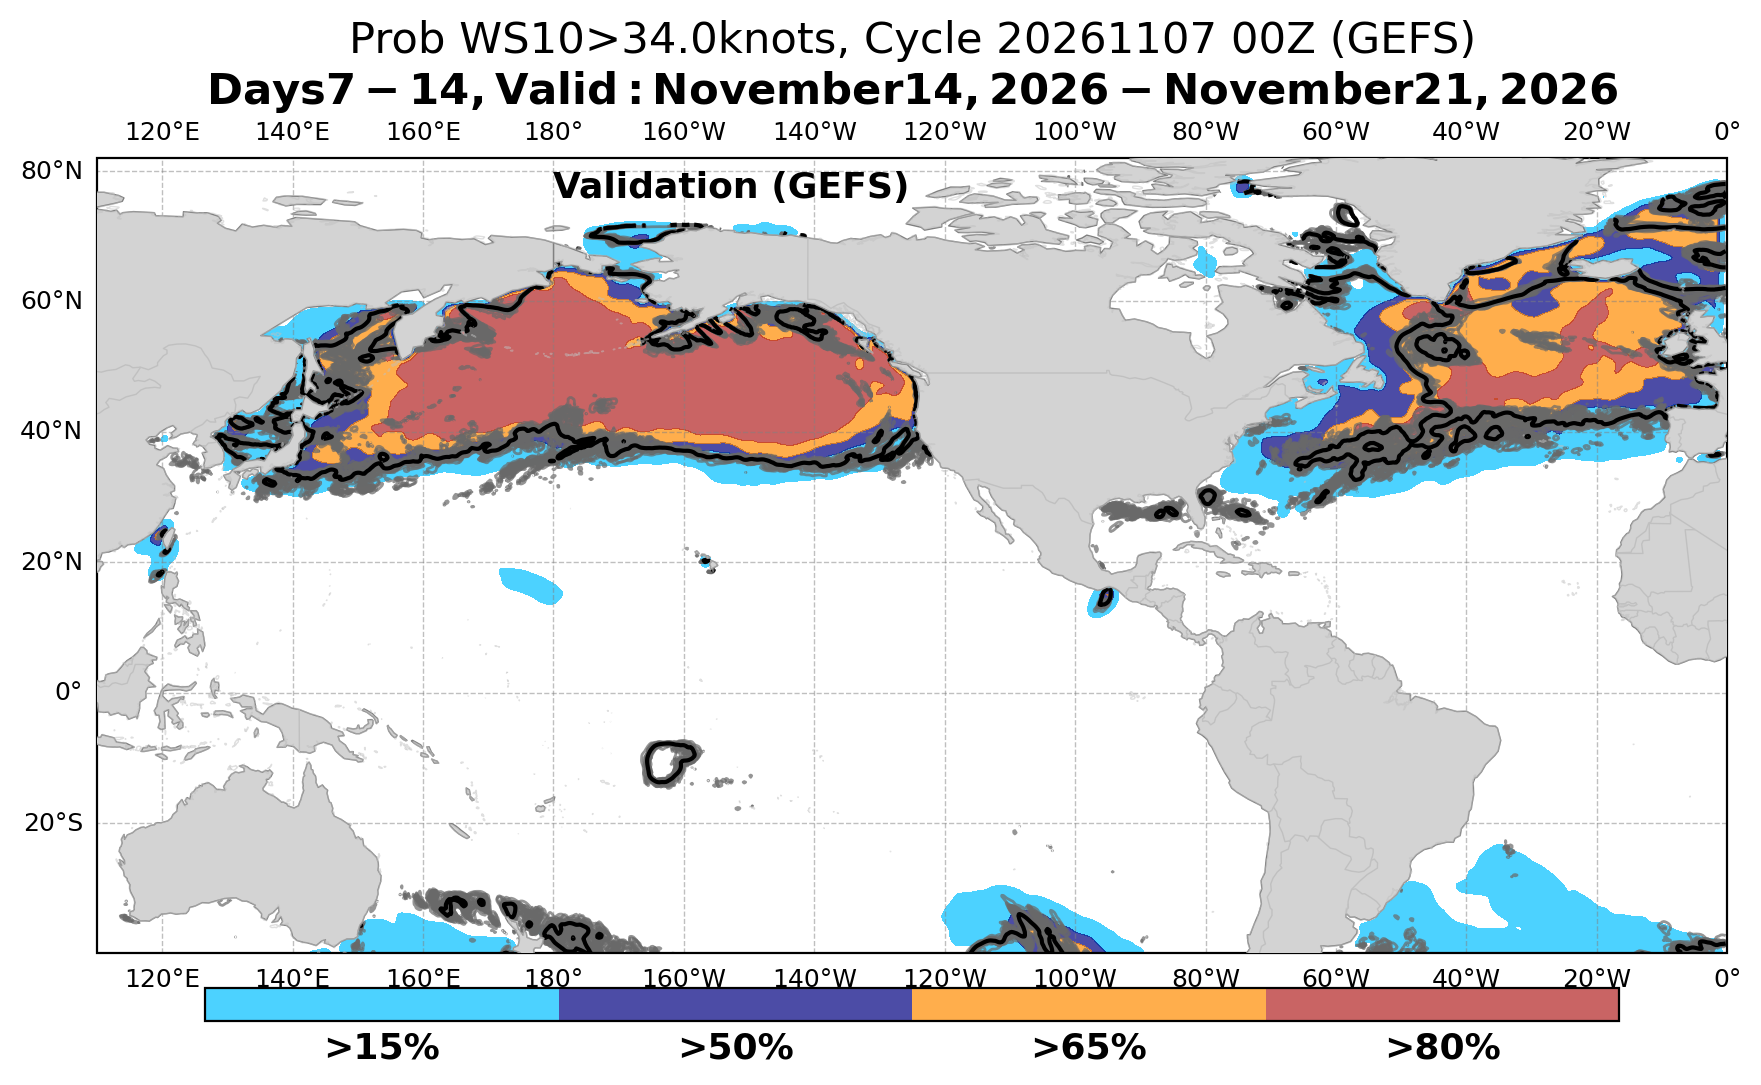 Prob WS10>34.0knots, Cycle 20261107 00Z (GEFS)
Days7 − 14, Valid : November14, 2026 − November21, 2026
120°E 140°E 160°E 180° 160°W 140°W 120°W 100°W 80°W 60°W 40°W 20°W 0°
80°N
Validation (GEFS)
60°N
40°N
20°N
0°
20°S
120°E 140°E 160°E 180° 160°W 140°W 120°W 100°W 80°W 60°W 40°W 20°W 0°
>15% >50% >65% >80%